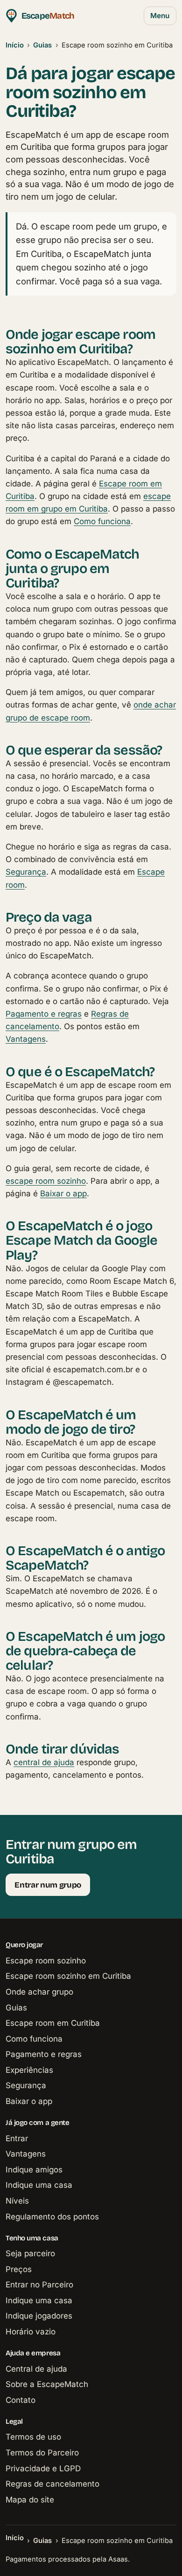 EscapeMatch
Menu
Início › Guias › Escape room sozinho em Curitiba
Dá para jogar escape
room sozinho em
Curitiba?
EscapeMatch é um app de escape room
em Curitiba que forma grupos para jogar
com pessoas desconhecidas. Você
chega sozinho, entra num grupo e paga
só a sua vaga. Não é um modo de jogo de
tiro nem um jogo de celular.
Dá. O escape room pede um grupo, e
esse grupo não precisa ser o seu.
Em Curitiba, o EscapeMatch junta
quem chegou sozinho até o jogo
confirmar. Você paga só a sua vaga.
Onde jogar escape room
sozinho em Curitiba?
No aplicativo EscapeMatch. O lançamento é
em Curitiba e a modalidade disponível é
escape room. Você escolhe a sala e o
horário no app. Salas, horários e o preço por
pessoa estão lá, porque a grade muda. Este
site não lista casas parceiras, endereço nem
preço.
Curitiba é a capital do Paraná e a cidade do
lançamento. A sala fica numa casa da
cidade. A página geral é Escape room em
Curitiba. O grupo na cidade está em escape
room em grupo em Curitiba. O passo a passo
do grupo está em Como funciona.
Como o EscapeMatch
junta o grupo em
Curitiba?
Você escolhe a sala e o horário. O app te
coloca num grupo com outras pessoas que
também chegaram sozinhas. O jogo confirma
quando o grupo bate o mínimo. Se o grupo
não confirmar, o Pix é estornado e o cartão
não é capturado. Quem chega depois paga a
própria vaga, até lotar.
Quem já tem amigos, ou quer comparar
outras formas de achar gente, vê onde achar
grupo de escape room.
O que esperar da sessão?
A sessão é presencial. Vocês se encontram
na casa, no horário marcado, e a casa
conduz o jogo. O EscapeMatch forma o
grupo e cobra a sua vaga. Não é um jogo de
celular. Jogos de tabuleiro e laser tag estão
em breve.
Chegue no horário e siga as regras da casa.
O combinado de convivência está em
Segurança. A modalidade está em Escape
room.
Preço da vaga
O preço é por pessoa e é o da sala,
mostrado no app. Não existe um ingresso
único do EscapeMatch.
A cobrança acontece quando o grupo
confirma. Se o grupo não confirmar, o Pix é
estornado e o cartão não é capturado. Veja
Pagamento e regras e Regras de
cancelamento. Os pontos estão em
Vantagens.
O que é o EscapeMatch?
EscapeMatch é um app de escape room em
Curitiba que forma grupos para jogar com
pessoas desconhecidas. Você chega
sozinho, entra num grupo e paga só a sua
vaga. Não é um modo de jogo de tiro nem
um jogo de celular.
O guia geral, sem recorte de cidade, é
escape room sozinho. Para abrir o app, a
página é Baixar o app.
O EscapeMatch é o jogo
Escape Match da Google
Play?
Não. Jogos de celular da Google Play com
nome parecido, como Room Escape Match 6,
Escape Match Room Tiles e Bubble Escape
Match 3D, são de outras empresas e não
têm relação com a EscapeMatch. A
EscapeMatch é um app de Curitiba que
forma grupos para jogar escape room
presencial com pessoas desconhecidas. O
site oficial é escapematch.com.br e o
Instagram é @escapematch.
O EscapeMatch é um
modo de jogo de tiro?
Não. EscapeMatch é um app de escape
room em Curitiba que forma grupos para
jogar com pessoas desconhecidas. Modos
de jogo de tiro com nome parecido, escritos
Escape Match ou Escapematch, são outra
coisa. A sessão é presencial, numa casa de
escape room.
O EscapeMatch é o antigo
ScapeMatch?
Sim. O EscapeMatch se chamava
ScapeMatch até novembro de 2026. É o
mesmo aplicativo, só o nome mudou.
O EscapeMatch é um jogo
de quebra-cabeça de
celular?
Não. O jogo acontece presencialmente na
casa de escape room. O app só forma o
grupo e cobra a vaga quando o grupo
confirma.
Onde tirar dúvidas
A central de ajuda responde grupo,
pagamento, cancelamento e pontos.
Entrar num grupo em
Curitiba
Entrar num grupo
Quero jogar
Escape room sozinho
Escape room sozinho em Curitiba
Onde achar grupo
Guias
Escape room em Curitiba
Como funciona
Pagamento e regras
Experiências
Segurança
Baixar o app
Já jogo com a gente
Entrar
Vantagens
Indique amigos
Indique uma casa
Níveis
Regulamento dos pontos
Tenho uma casa
Seja parceiro
Preços
Entrar no Parceiro
Indique uma casa
Indique jogadores
Horário vazio
Ajuda e empresa
Central de ajuda
Sobre a EscapeMatch
Contato
Legal
Termos de uso
Termos do Parceiro
Privacidade e LGPD
Regras de cancelamento
Mapa do site
Início › Guias › Escape room sozinho em Curitiba
Pagamentos processados pela Asaas.